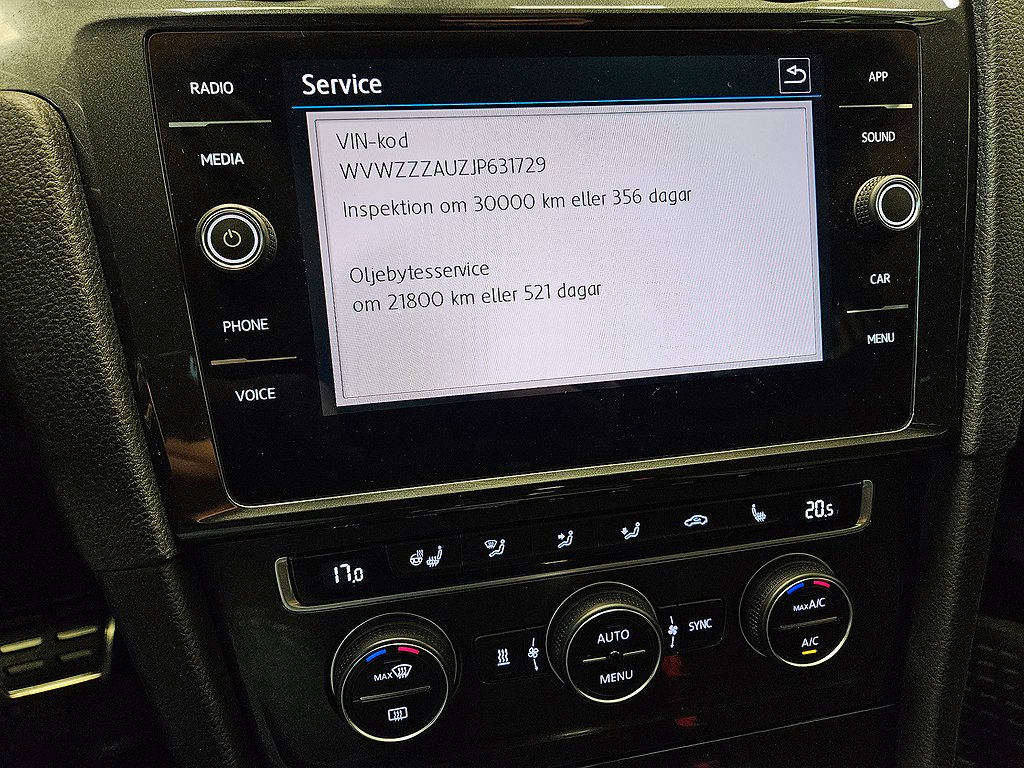 RADIO
MEDIA
PHONE
VOICE
Service
VIN-kod
WVWZZZAUZJP631729
Inspektion om 30000 km eller 356 dagar
Oljebytesservice
om 21800 km eller 521 dagar
APP
SOUND
CAR
MENU
17.0
20.5
MAX
AUTO
MENU
SYNC
MAX A/C
A/C